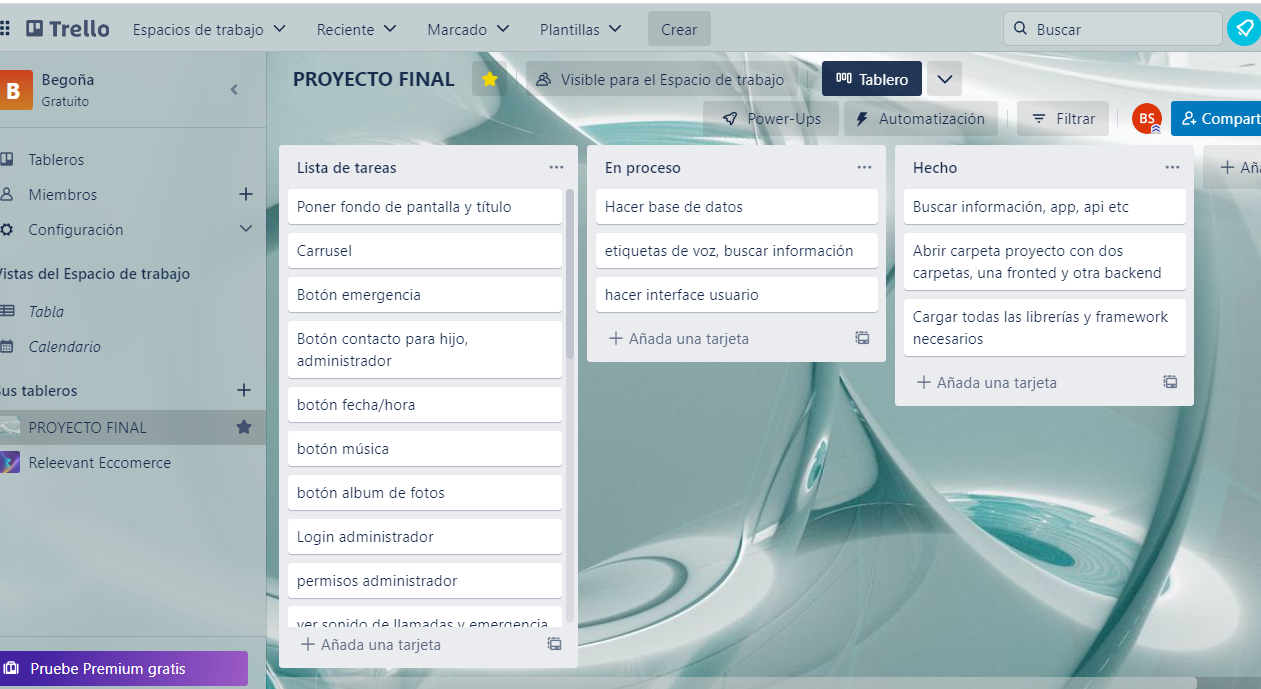 Trello
Espacios de trabajo
Reciente
Marcado
Plantillas
Crear
Buscar
B
Begoña
Gratuito
PROYECTO FINAL
Visible para el Espacio de trabajo
Tablero
Power-Ups
Automatización
Filtrar
BS
Compart
Tableros
Miembros
Configuración
Vistas del Espacio de trabajo
Tabla
Calendario
Sus tableros
PROYECTO FINAL
Releevant Eccomerce
Pruebe Premium gratis
Lista de tareas
Poner fondo de pantalla y título
Carrusel
Botón emergencia
Botón contacto para hijo,
administrador
botón fecha/hora
botón música
botón album de fotos
Login administrador
permisos administrador
ver sonido de llamadas y emergencia
Añada una tarjeta
En proceso
Hacer base de datos
etiquetas de voz, buscar información
hacer interface usuario
Añada una tarjeta
Hecho
Buscar información, app, api etc
Abrir carpeta proyecto con dos
carpetas, una fronted y otra backend
Cargar todas las librerías y framework
necesarios
Añada una tarjeta
Aña